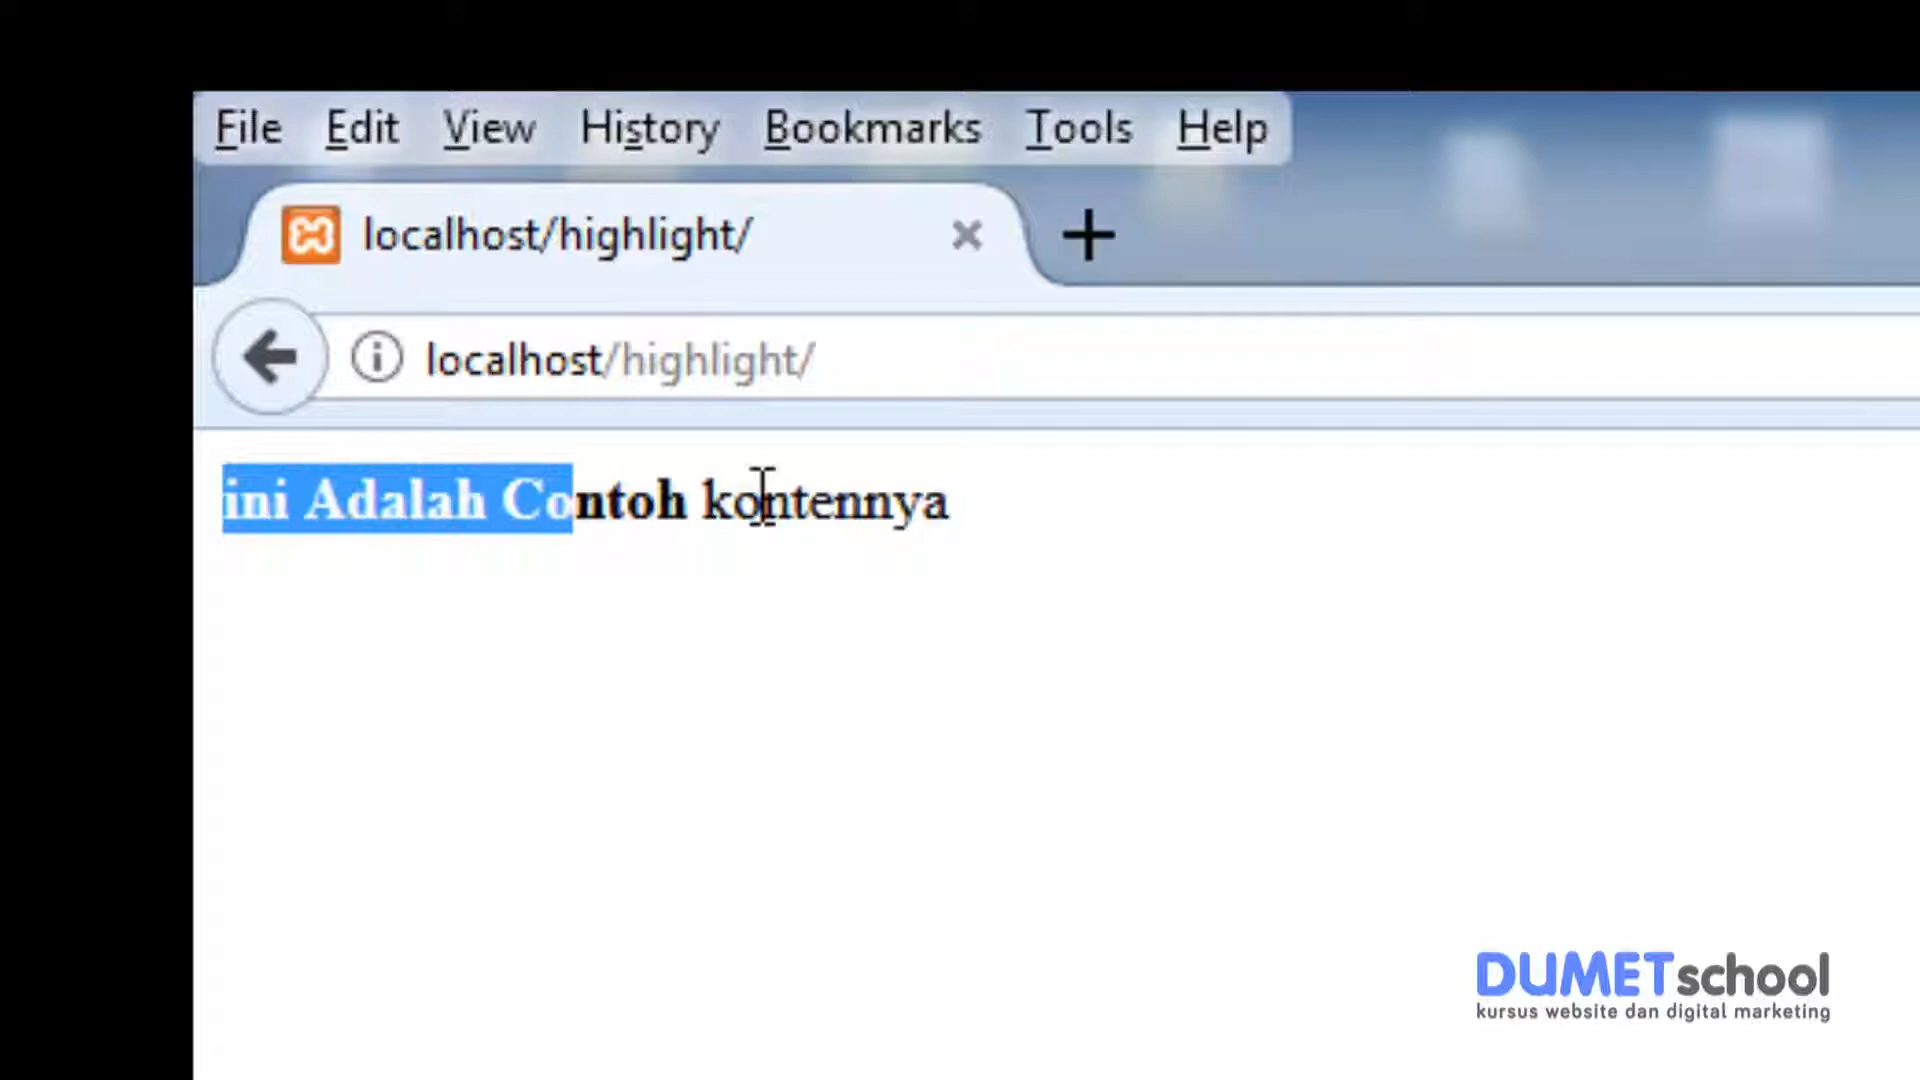 File Edit View History Bookmarks Tools Help
localhost/highlight/
localhost/highlight/
ini Adalah Contoh kontennya
DUMETschool
kursus website dan digital marketing